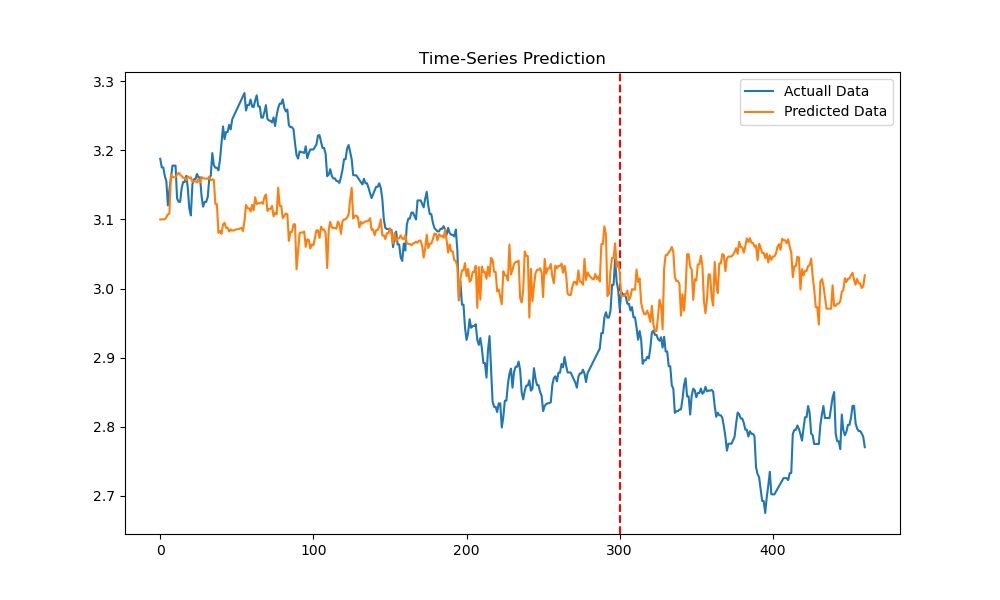 Time-Series Prediction
Actuall Data
Predicted Data
3.3
3.2
3.1
3.0
2.9
2.8
2.7
0 100 200 300 400